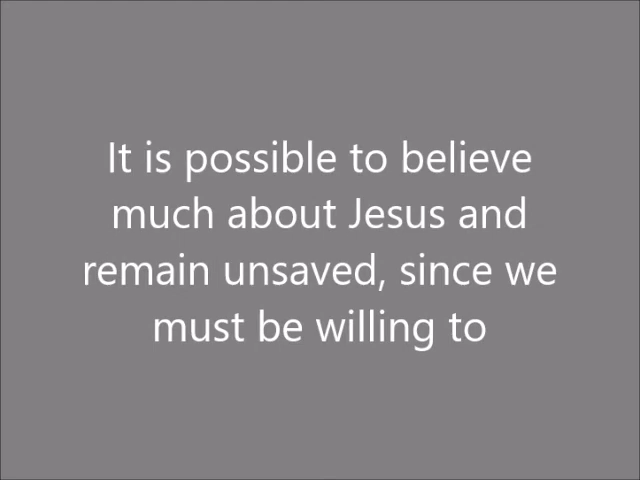 It is possible to believe
much about Jesus and
remain unsaved, since we
must be willing to